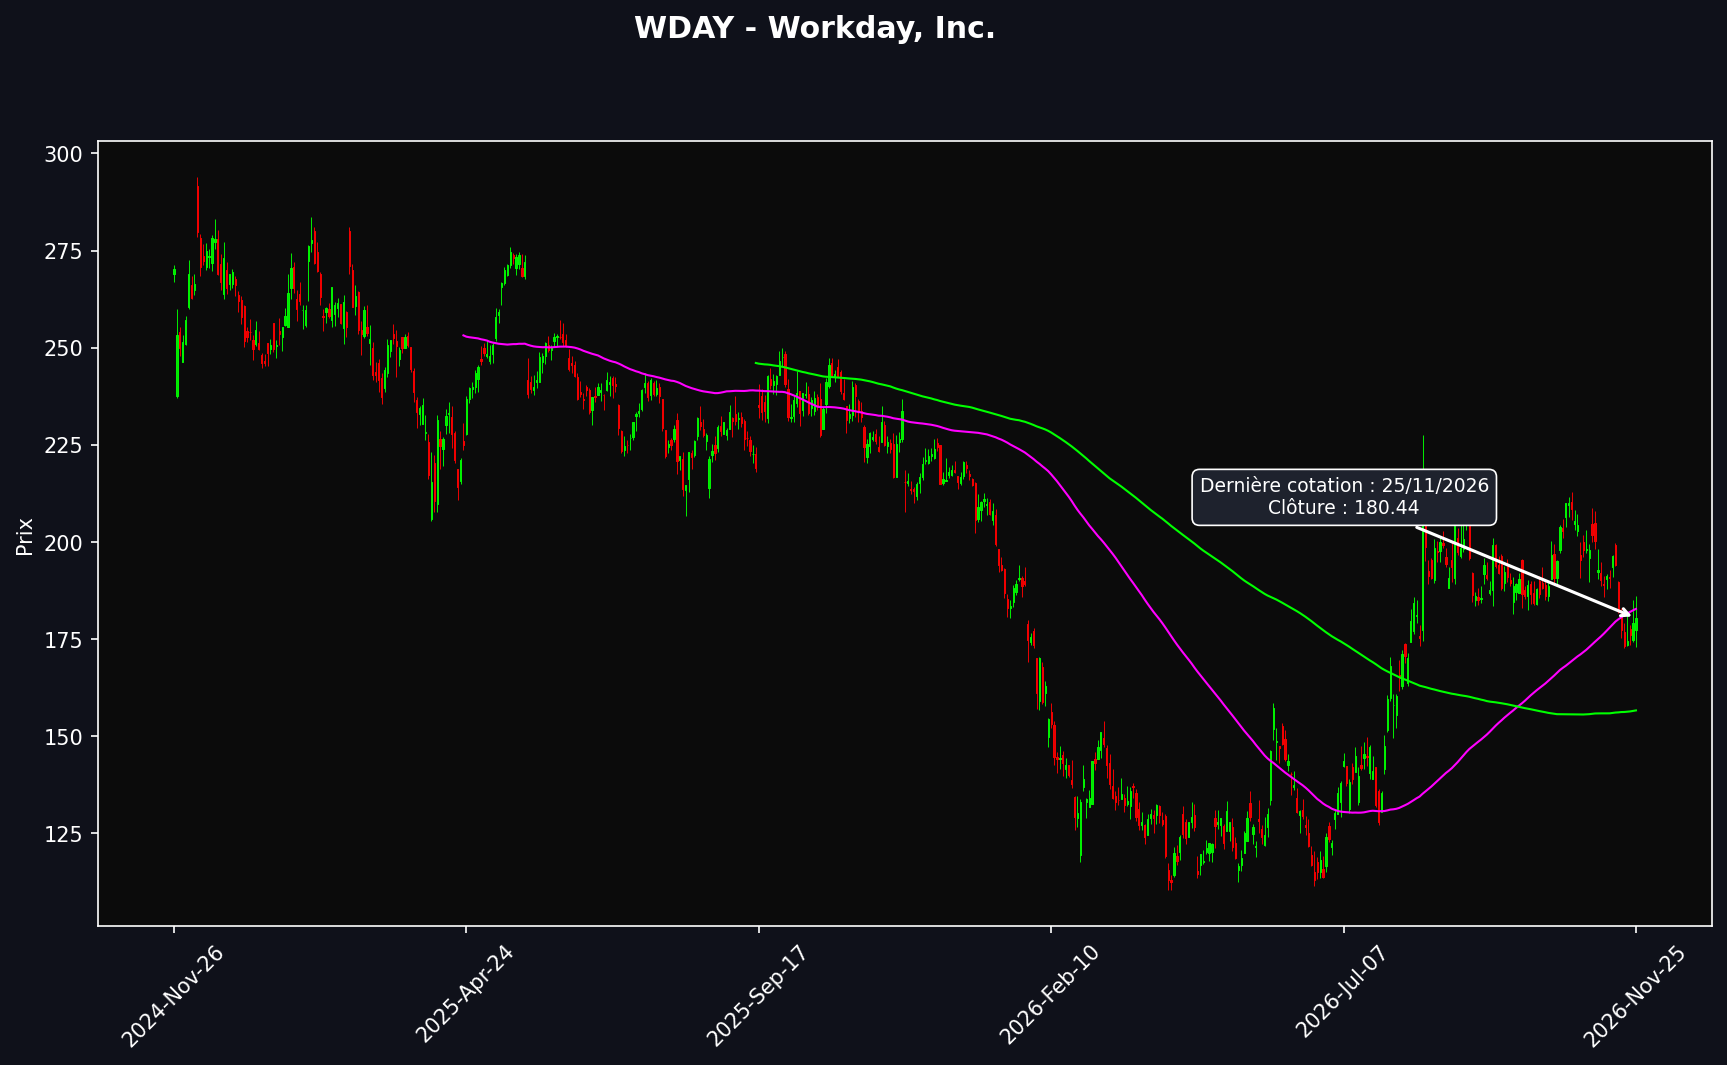 WDAY - Workday, Inc.
Prix
300
275
250
225
200
175
150
125
Dernière cotation : 25/11/2026
Clôture : 180.44
2024-Nov-26
2025-Apr-24
2025-Sep-17
2026-Feb-10
2026-Jul-07
2026-Nov-25